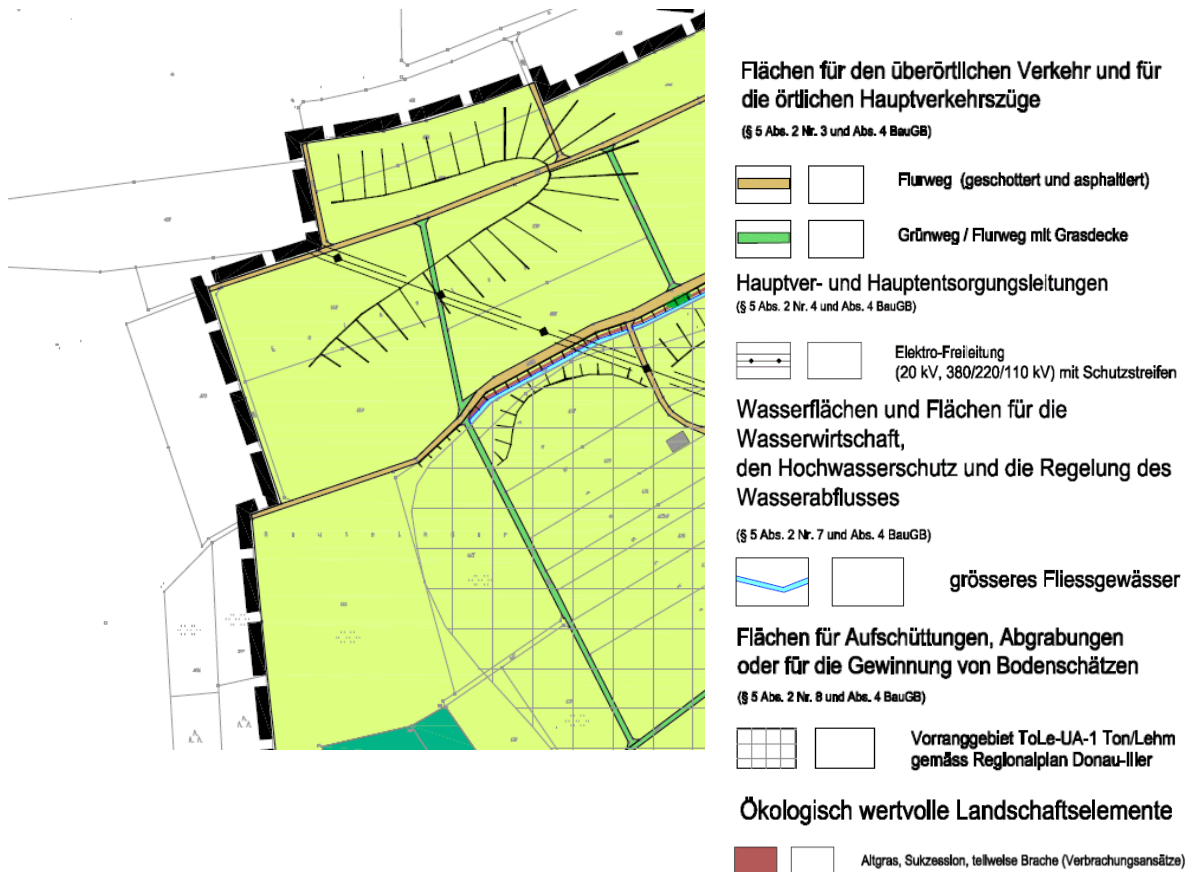 Flächen für den überörtlichen Verkehr und für
die örtlichen Hauptverkehrszüge
(§ 5 Abs. 2 Nr. 3 und Abs. 4 BauGB)
Flurweg (geschottert und asphaltiert)
Grünweg / Flurweg mit Grasdecke
Hauptver- und Hauptentsorgungsleitungen
(§ 5 Abs. 2 Nr. 4 und Abs. 4 BauGB)
Elektro-Freileitung
(20 kV, 380/220/110 kV) mit Schutzstreifen
Wasserflächen und Flächen für die
Wasserwirtschaft,
den Hochwasserschutz und die Regelung des
Wasserabflusses
(§ 5 Abs. 2 Nr. 7 und Abs. 4 BauGB)
grösseres Fliessgewässer
Flächen für Aufschüttungen, Abgrabungen
oder für die Gewinnung von Bodenschätzen
(§ 5 Abs. 2 Nr. 8 und Abs. 4 BauGB)
Vorranggebiet ToLe-UA-1 Ton/Lehm
gemäss Regionalplan Donau-Iller
Ökologisch wertvolle Landschaftselemente
Altgras, Sukzession, teilweise Brache (Verbrachungsansätze)